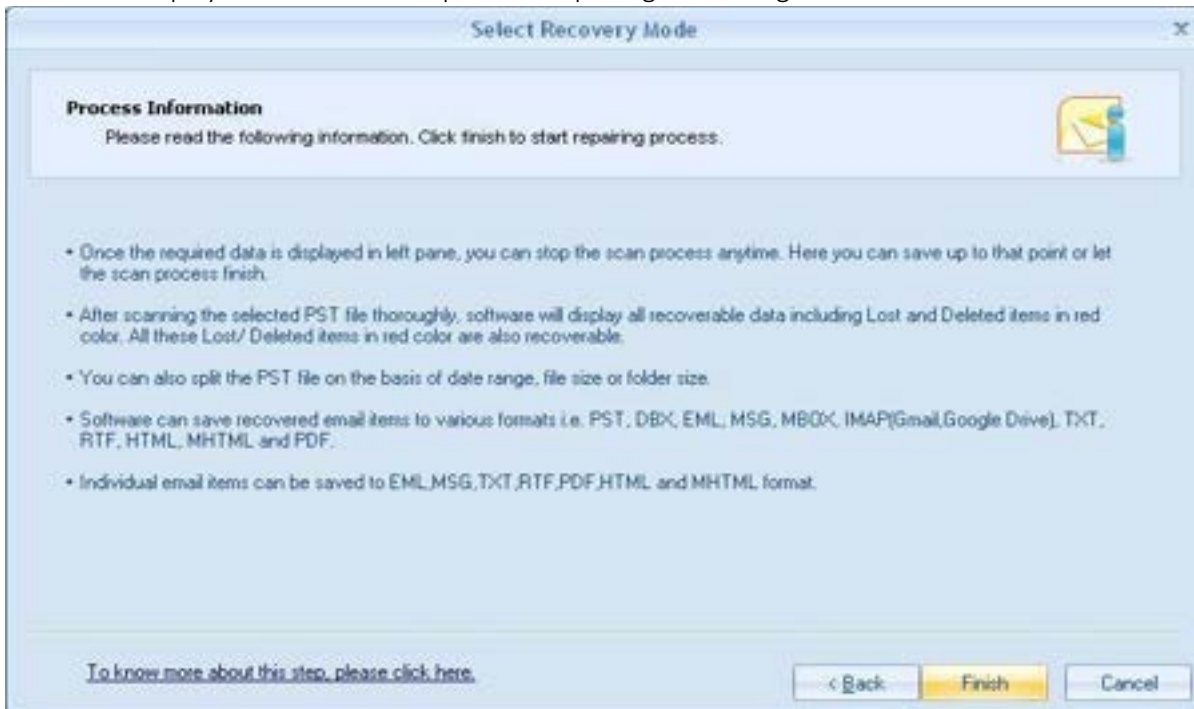 Select Recovery Mode
Process Information
Please read the following information. Click finish to start repairing process.
• Once the required data is displayed in left pane, you can stop the scan process anytime. Here you can save up to that point or let
the scan process finish.
• After scanning the selected PST file thoroughly, software will display all recoverable data including Lost and Deleted items in red
color. All these Lost/ Deleted items in red color are also recoverable.
• You can also split the PST file on the basis of date range, file size or folder size.
• Software can save recovered email items to various formats i.e. PST, DBX, EML, MSG, MBOX, IMAP(Gmail,Google Drive), TXT,
RTF, HTML, MHTML and PDF.
• Individual email items can be saved to EML,MSG,TXT,RTF,PDF,HTML and MHTML format.
To know more about this step, please click here.
< Back
Finish
Cancel